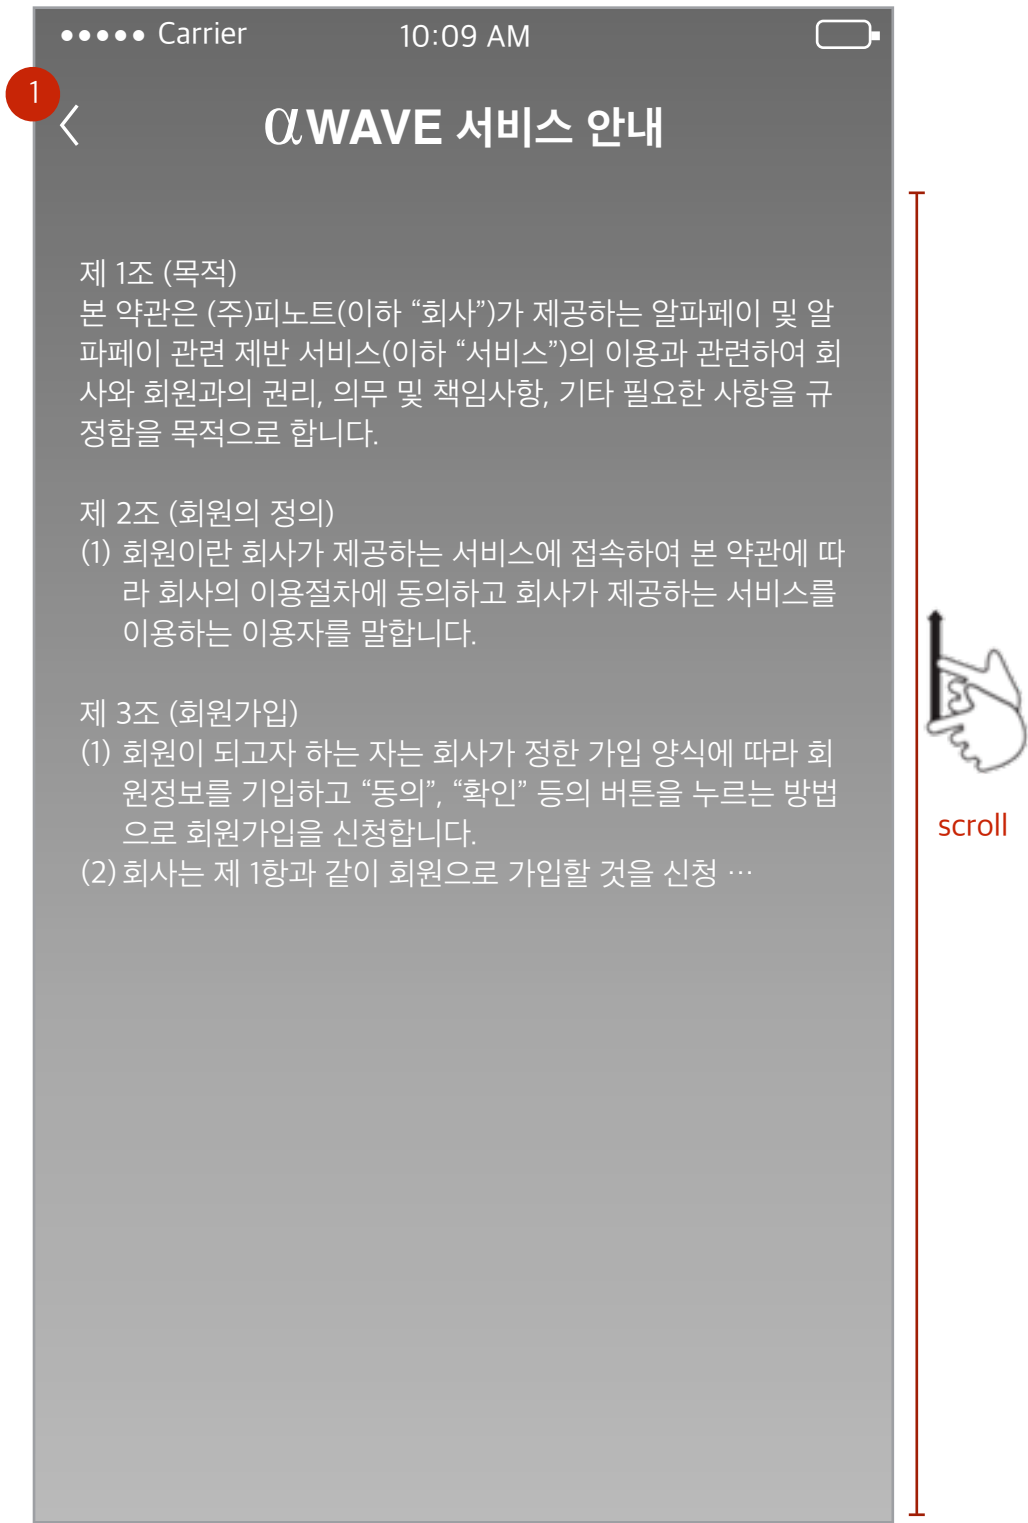 ●●●●● Carrier 10:09 AM
1
αWAVE 서비스 안내
제 1조 (목적)
본 약관은 (주)피노트(이하 “회사”)가 제공하는 알파페이 및 알
파페이 관련 제반 서비스(이하 “서비스”)의 이용과 관련하여 회
사와 회원과의 권리, 의무 및 책임사항, 기타 필요한 사항을 규
정함을 목적으로 합니다.
제 2조 (회원의 정의)
(1) 회원이란 회사가 제공하는 서비스에 접속하여 본 약관에 따
라 회사의 이용절차에 동의하고 회사가 제공하는 서비스를
이용하는 이용자를 말합니다.
제 3조 (회원가입)
(1) 회원이 되고자 하는 자는 회사가 정한 가입 양식에 따라 회
원정보를 기입하고 “동의”, “확인” 등의 버튼을 누르는 방법
으로 회원가입을 신청합니다.
(2) 회사는 제 1항과 같이 회원으로 가입할 것을 신청 …
scroll